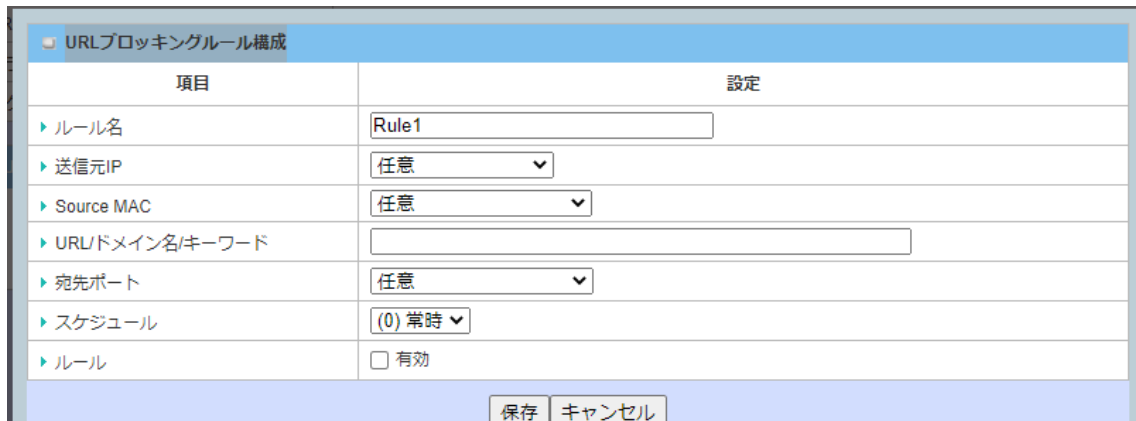 URLブロッキングルール構成
項目 設定
ルール名 Rule1
送信元IP 任意
Source MAC 任意
URL/ドメイン名/キーワード
宛先ポート 任意
スケジュール (0) 常時
ルール 有効
保存 キャンセル